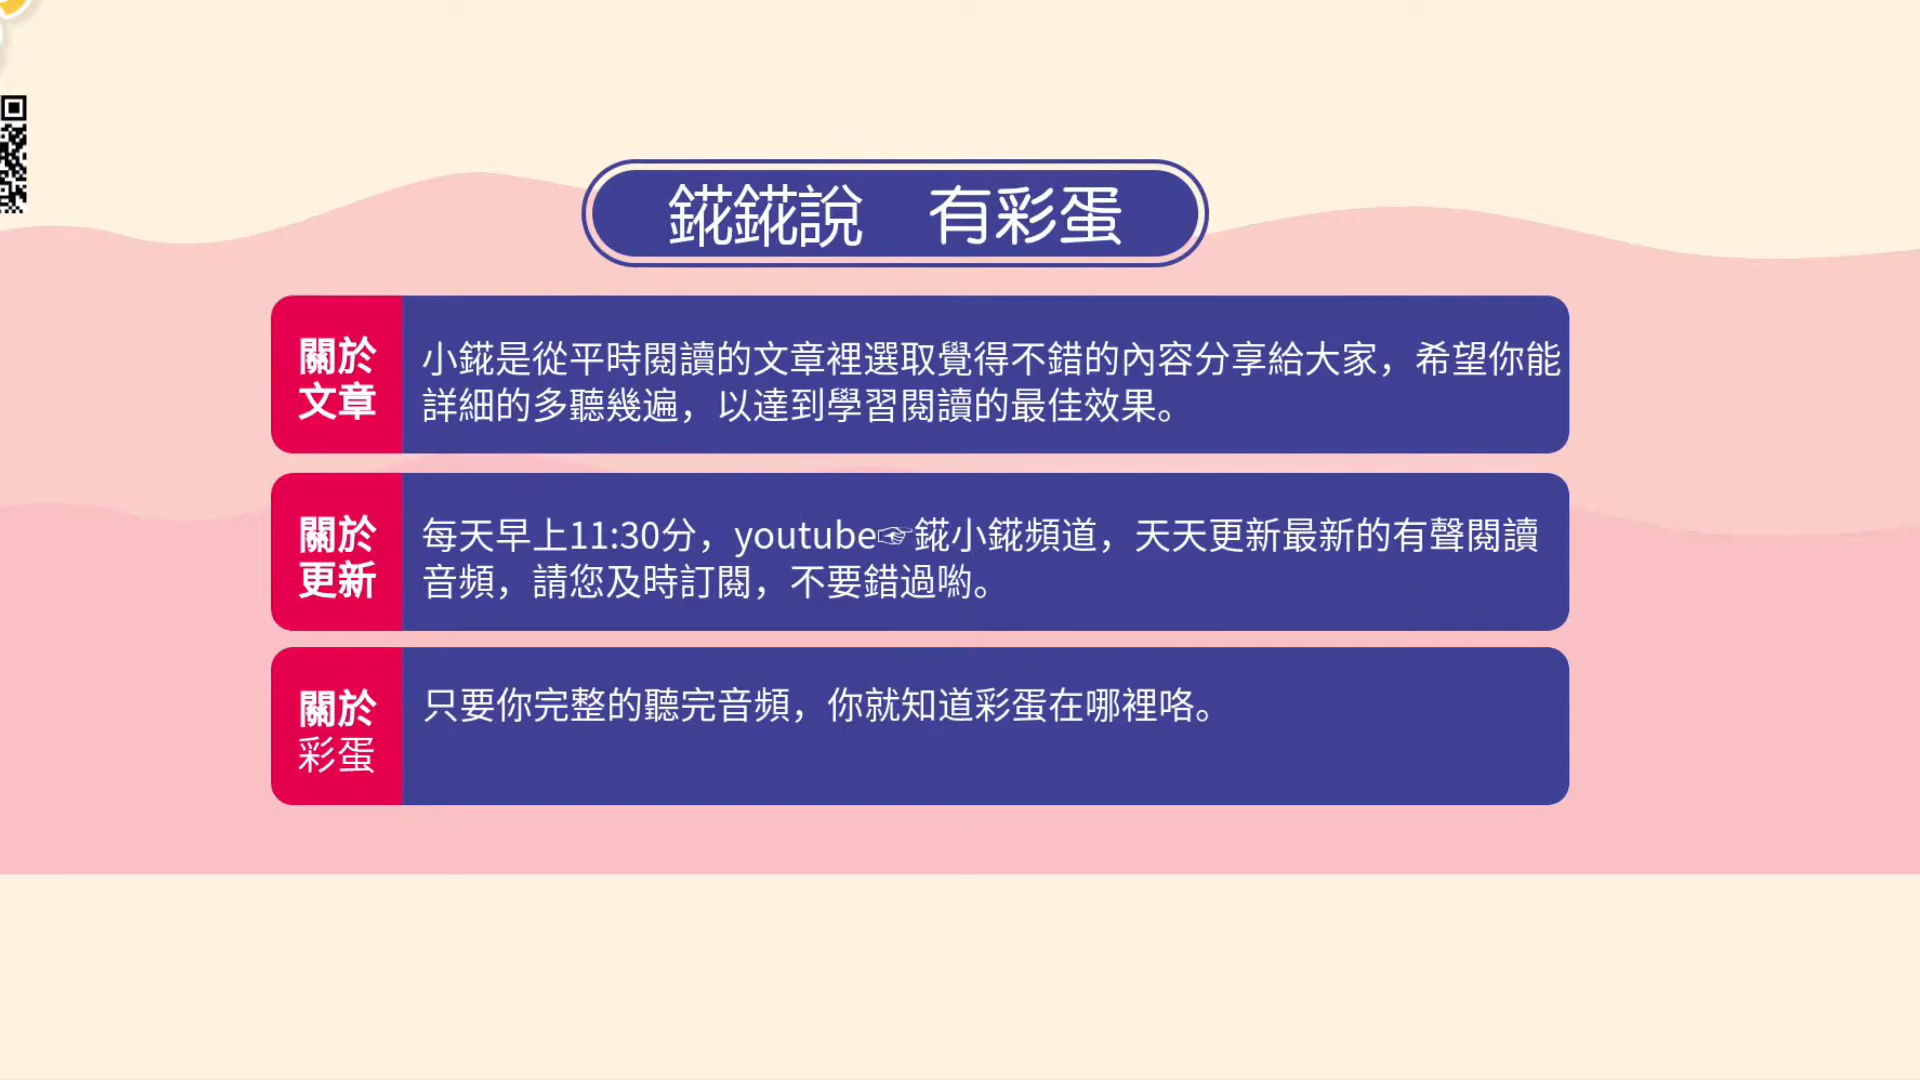 錵錵說　有彩蛋
關於
文章
小錵是從平時閱讀的文章裡選取覺得不錯的內容分享給大家，希望你能
詳細的多聽幾遍，以達到學習閱讀的最佳效果。
關於
更新
每天早上11:30分，youtube☞錵小錵頻道，天天更新最新的有聲閱讀
音頻，請您及時訂閱，不要錯過喲。
關於
彩蛋
只要你完整的聽完音頻，你就知道彩蛋在哪裡咯。